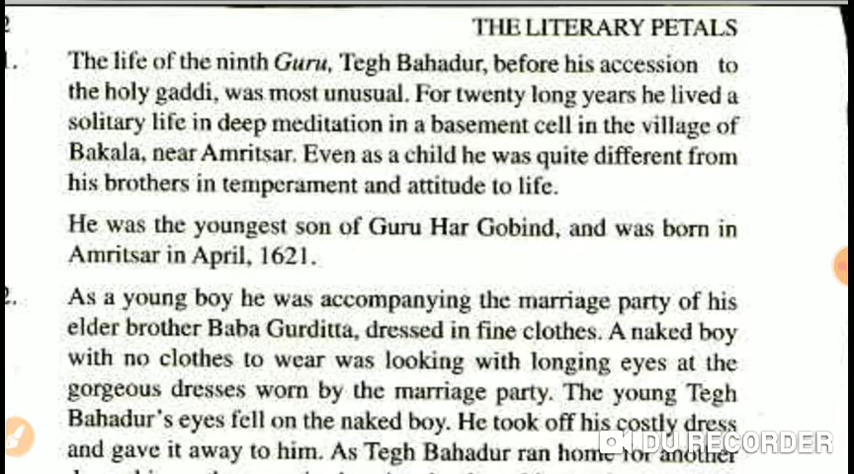 2
THE LITERARY PETALS
1. The life of the ninth Guru, Tegh Bahadur, before his accession to
the holy gaddi, was most unusual. For twenty long years he lived a
solitary life in deep meditation in a basement cell in the village of
Bakala, near Amritsar. Even as a child he was quite different from
his brothers in temperament and attitude to life.
He was the youngest son of Guru Har Gobind, and was born in
Amritsar in April, 1621.
2. As a young boy he was accompanying the marriage party of his
elder brother Baba Gurditta, dressed in fine clothes. A naked boy
with no clothes to wear was looking with longing eyes at the
gorgeous dresses worn by the marriage party. The young Tegh
Bahadur's eyes fell on the naked boy. He took off his costly dress
and gave it away to him. As Tegh Bahadur ran home for another
DU RECORDER